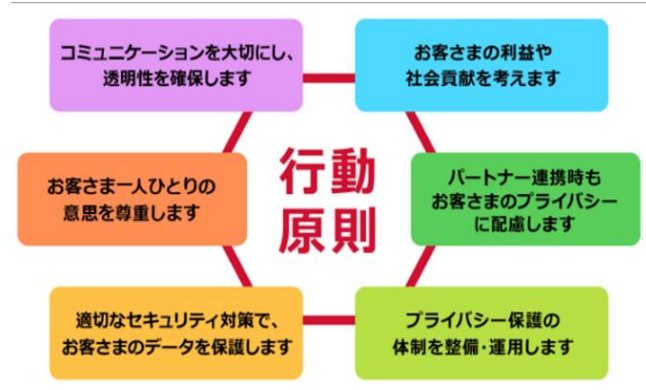 コミュニケーションを大切にし、
透明性を確保します
お客さまの利益や
社会貢献を考えます
お客さま一人ひとりの
意思を尊重します
行動
原則
パートナー連携時も
お客さまのプライバシー
に配慮します
適切なセキュリティ対策で、
お客さまのデータを保護します
プライバシー保護の
体制を整備・運用します